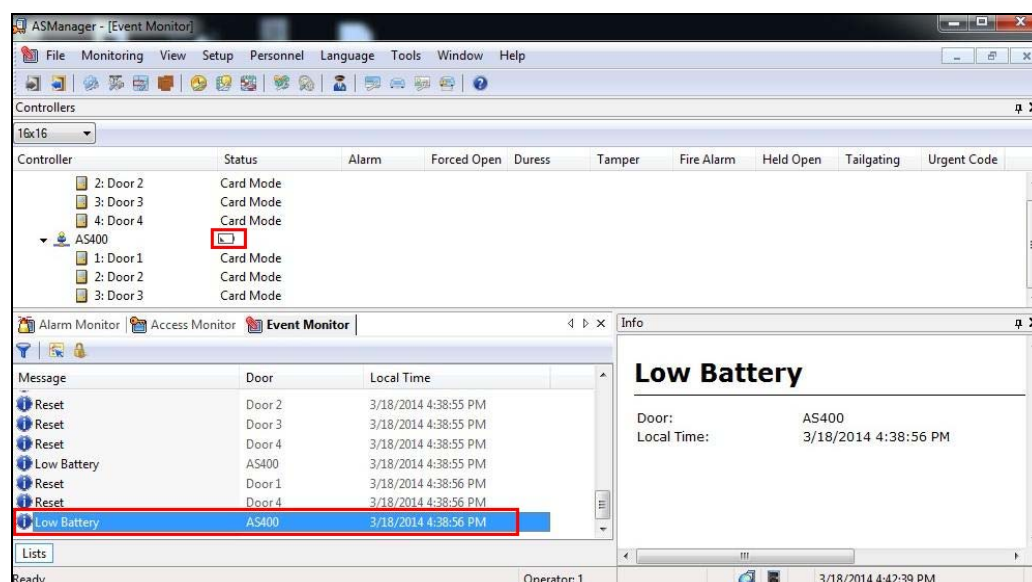 ASManager - [Event Monitor]
File Monitoring View Setup Personnel Language Tools Window Help
Controllers
16x16
Controller Status Alarm Forced Open Duress Tamper Fire Alarm Held Open Tailgating Urgent Code
2: Door 2 Card Mode
3: Door 3 Card Mode
4: Door 4 Card Mode
AS400
1: Door 1 Card Mode
2: Door 2 Card Mode
3: Door 3 Card Mode
Alarm Monitor Access Monitor Event Monitor
Info
Message Door Local Time
Reset Door 2 3/18/2014 4:38:55 PM
Reset Door 3 3/18/2014 4:38:55 PM
Reset Door 4 3/18/2014 4:38:55 PM
Low Battery AS400 3/18/2014 4:38:55 PM
Reset Door 1 3/18/2014 4:38:56 PM
Reset Door 4 3/18/2014 4:38:56 PM
Low Battery AS400 3/18/2014 4:38:56 PM
Low Battery
Door: AS400
Local Time: 3/18/2014 4:38:56 PM
Lists
Ready Operator: 1 3/18/2014 4:42:39 PM